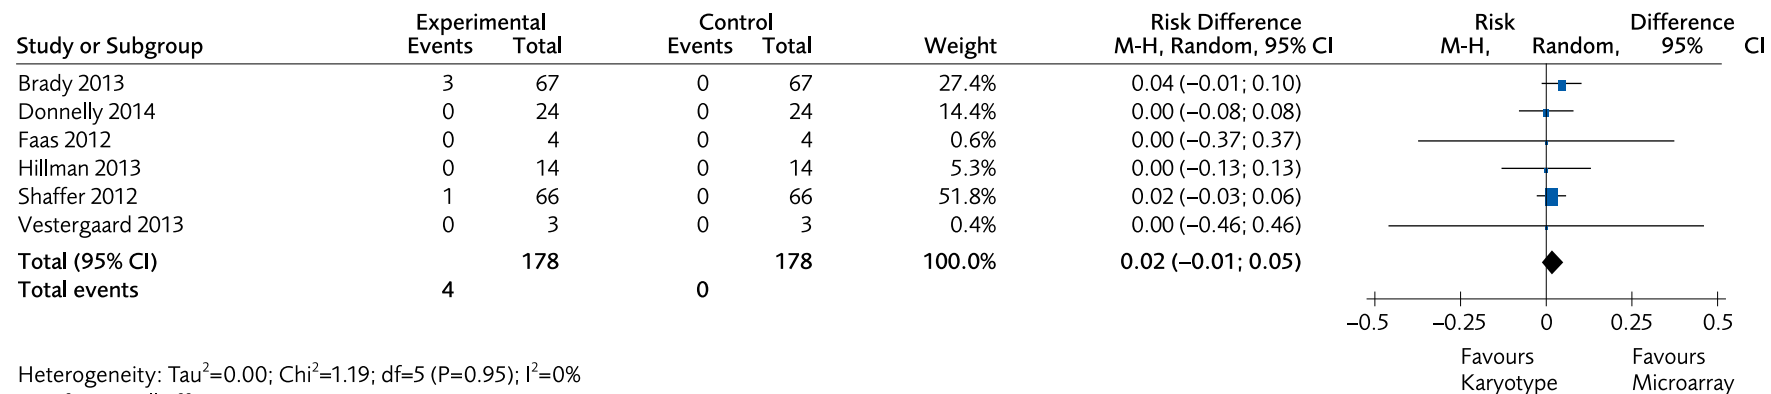 Experimental Control Risk Difference Risk Difference
Study or Subgroup Events Total Events Total Weight M-H, Random, 95% CI M-H, Random, 95% CI
Brady 2013 3 67 0 67 27.4% 0.04 (−0.01; 0.10)
Donnelly 2014 0 24 0 24 14.4% 0.00 (−0.08; 0.08)
Faas 2012 0 4 0 4 0.6% 0.00 (−0.37; 0.37)
Hillman 2013 0 14 0 14 5.3% 0.00 (−0.13; 0.13)
Shaffer 2012 1 66 0 66 51.8% 0.02 (−0.03; 0.06)
Vestergaard 2013 0 3 0 3 0.4% 0.00 (−0.46; 0.46)
Total (95% CI) 178 178 100.0% 0.02 (−0.01; 0.05)
Total events 4 0
−0.5 −0.25 0 0.25 0.5
Favours Favours
Karyotype Microarray
Heterogeneity: Tau²=0.00; Chi²=1.19; df=5 (P=0.95); I²=0%